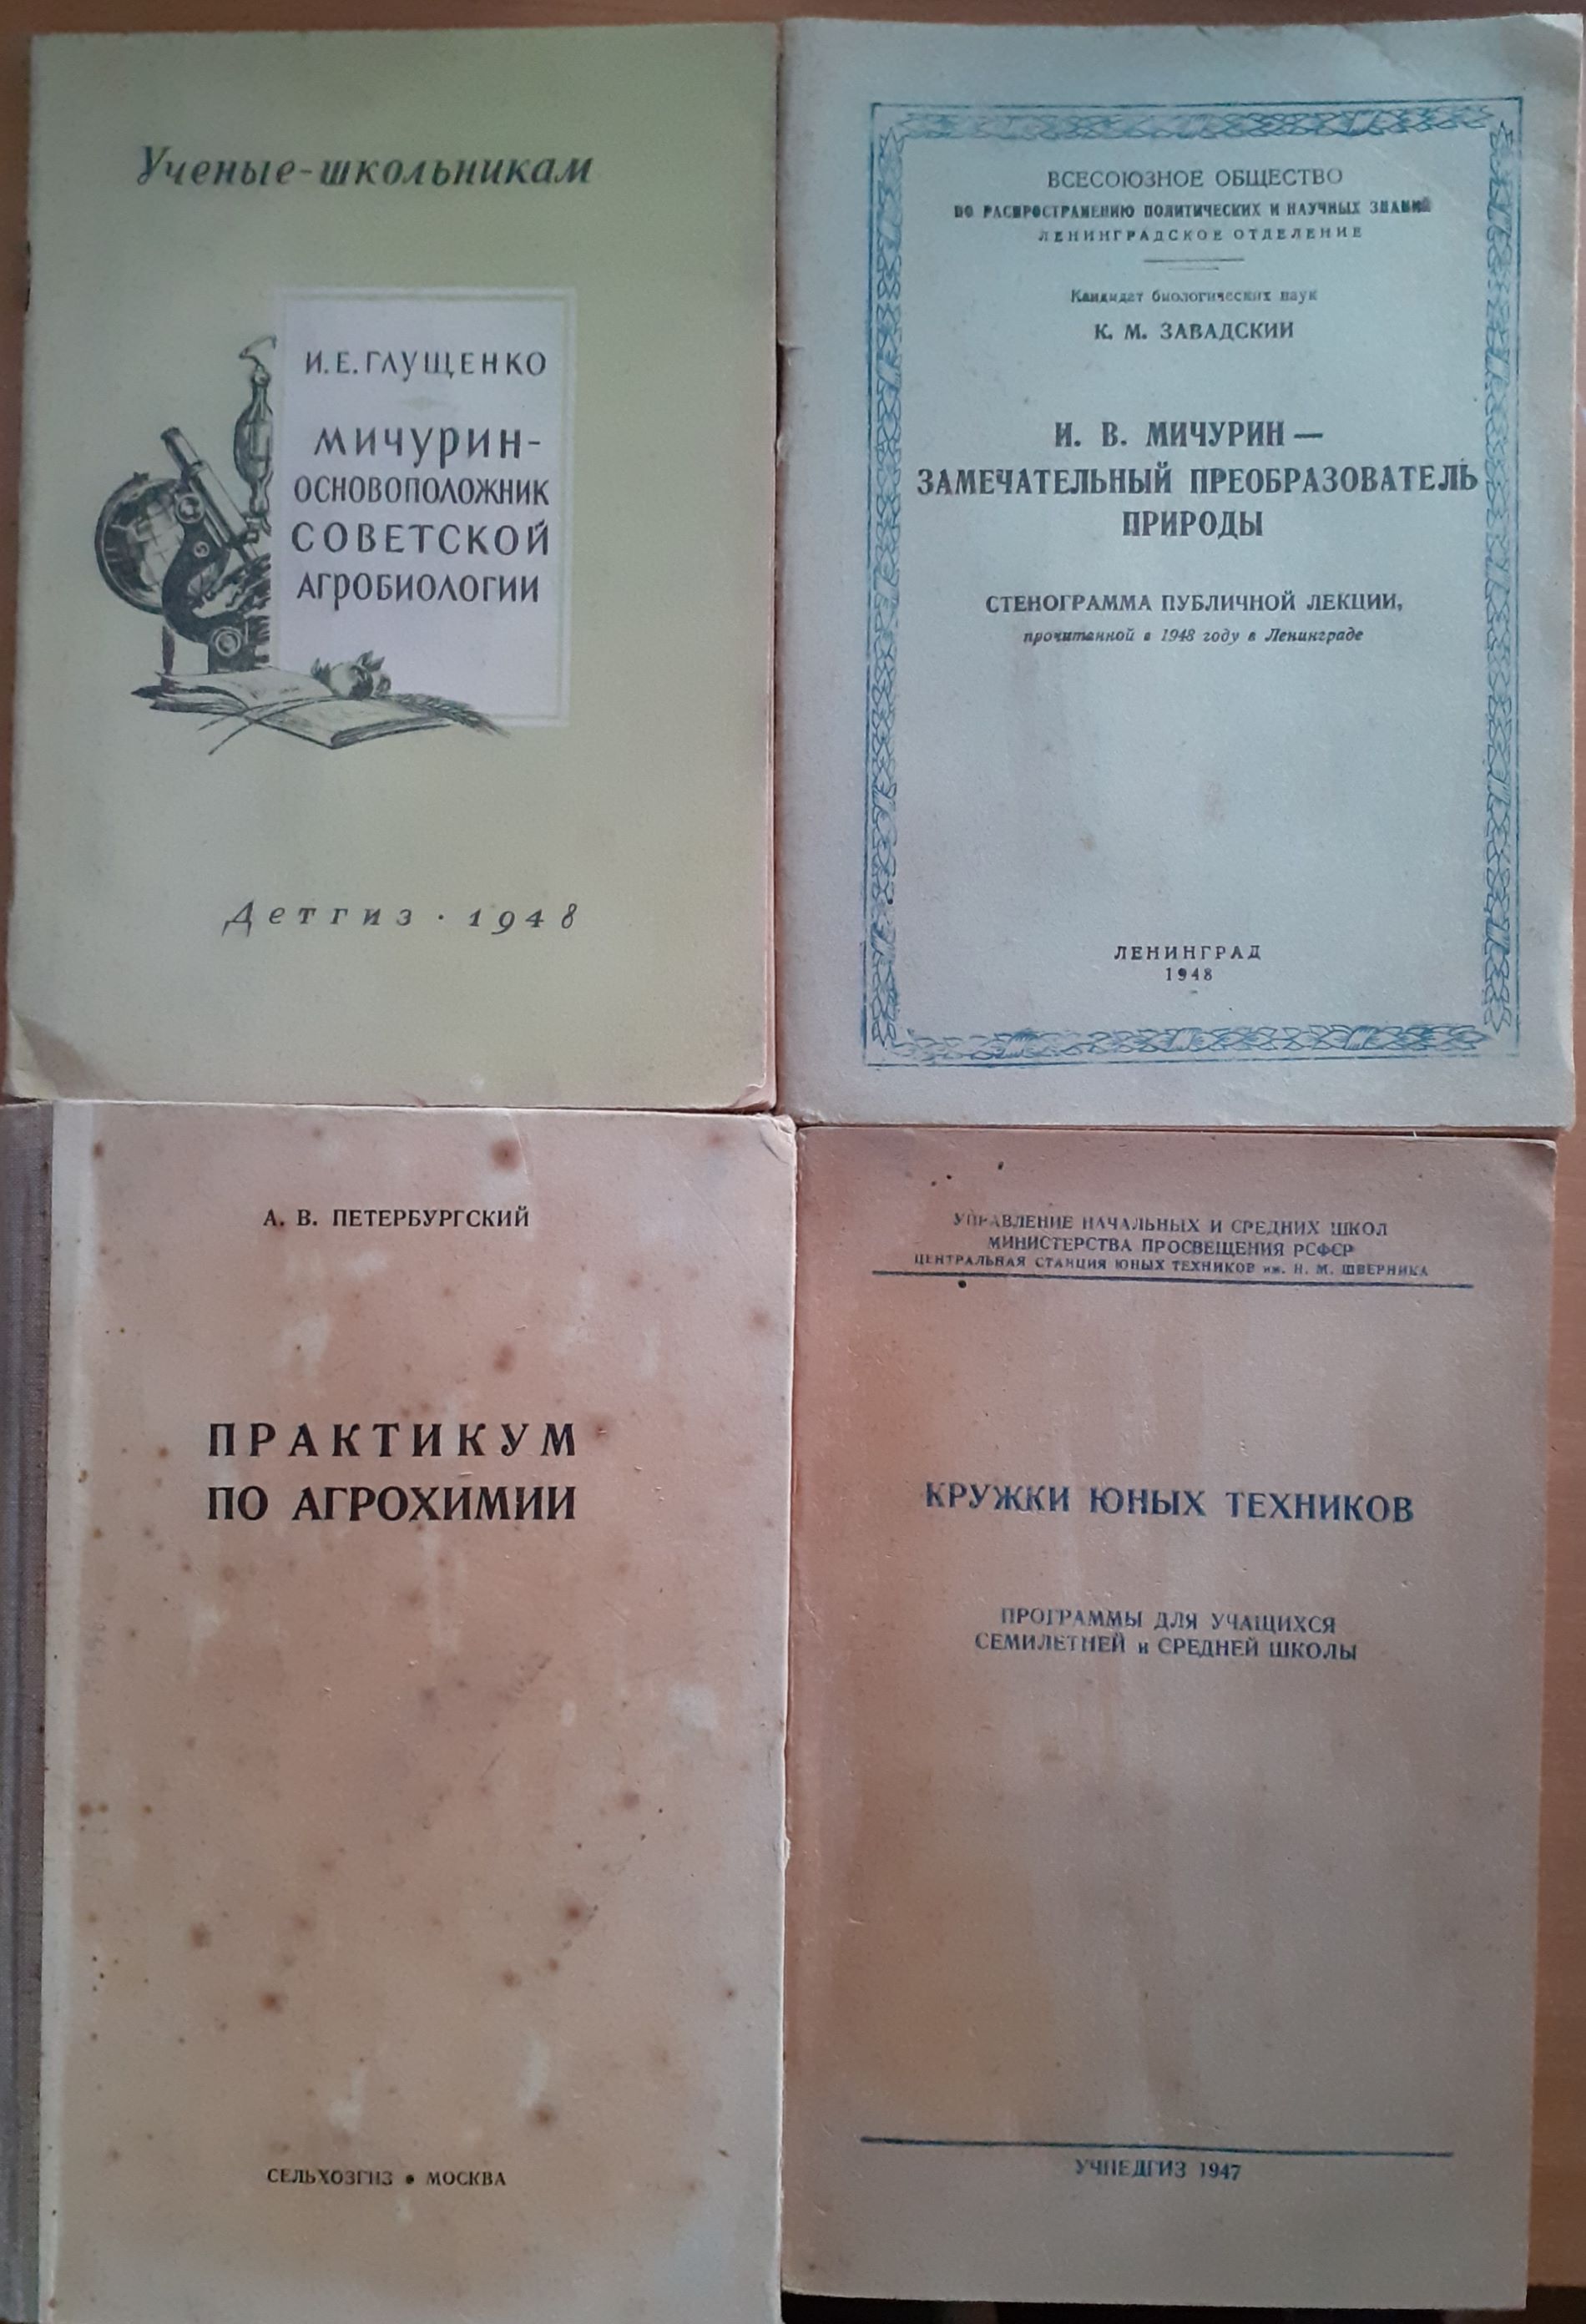 Ученые-школьникам
И. Е. ГЛУЩЕНКО
МИЧУРИН-
ОСНОВОПОЛОЖНИК
СОВЕТСКОЙ
АГРОБИОЛОГИИ
Детгиз · 1948
ВСЕСОЮЗНОЕ ОБЩЕСТВО
ПО РАСПРОСТРАНЕНИЮ ПОЛИТИЧЕСКИХ И НАУЧНЫХ ЗНАНИЙ
ЛЕНИНГРАДСКОЕ ОТДЕЛЕНИЕ
Кандидат биологических наук
К. М. ЗАВАДСКИЙ
И. В. МИЧУРИН —
ЗАМЕЧАТЕЛЬНЫЙ ПРЕОБРАЗОВАТЕЛЬ
ПРИРОДЫ
СТЕНОГРАММА ПУБЛИЧНОЙ ЛЕКЦИИ,
прочитанной в 1948 году в Ленинграде
ЛЕНИНГРАД
1948
А. В. ПЕТЕРБУРГСКИЙ
ПРАКТИКУМ
ПО АГРОХИМИИ
СЕЛЬХОЗГИЗ • МОСКВА
УПРАВЛЕНИЕ НАЧАЛЬНЫХ И СРЕДНИХ ШКОЛ
МИНИСТЕРСТВА ПРОСВЕЩЕНИЯ РСФСР
ЦЕНТРАЛЬНАЯ СТАНЦИЯ ЮНЫХ ТЕХНИКОВ им. Н. М. ШВЕРНИКА
КРУЖКИ ЮНЫХ ТЕХНИКОВ
ПРОГРАММЫ ДЛЯ УЧАЩИХСЯ
СЕМИЛЕТНЕЙ и СРЕДНЕЙ ШКОЛЫ
УЧПЕДГИЗ 1947